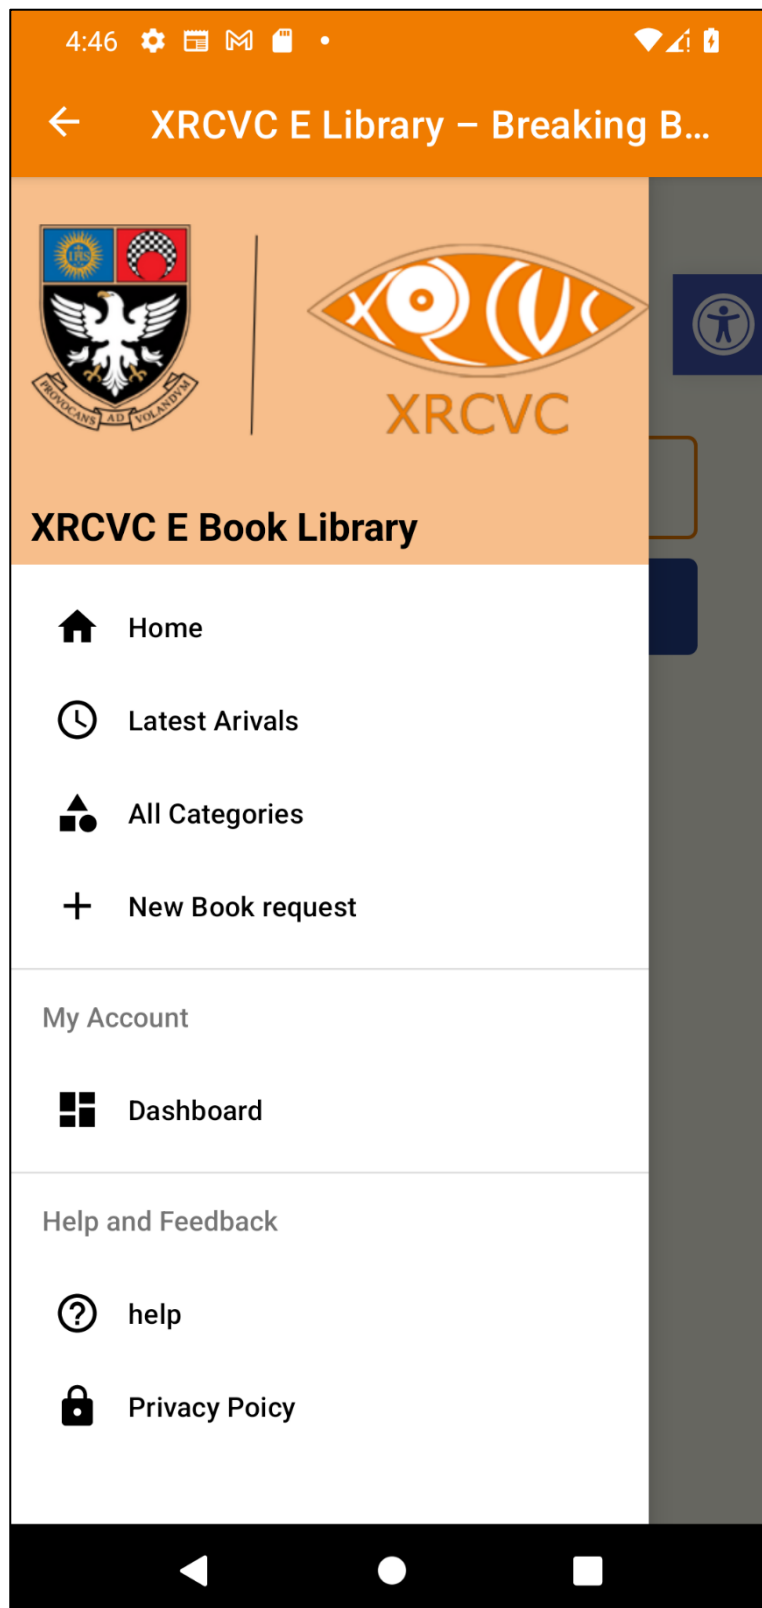 4:46
XRCVC E Library – Breaking B...
IHS
XRCVC
PROVOCANS AD VOLANDVM
XRCVC
XRCVC E Book Library
Home
Latest Arivals
All Categories
New Book request
My Account
Dashboard
Help and Feedback
help
Privacy Poicy